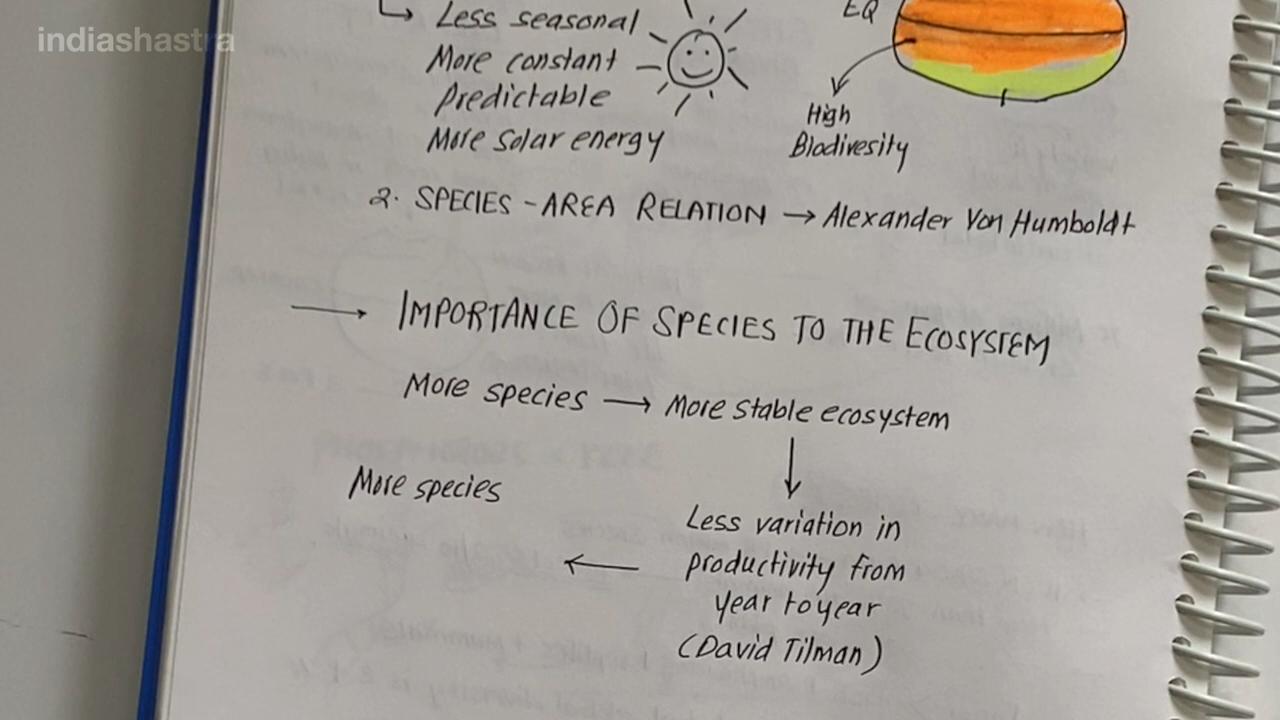 indiashastra
Less seasonal
More constant
Predictable
More Solar energy
EQ
High
Biodivesity
2. SPECIES - AREA RELATION → Alexander Von Humboldt
→ IMPORTANCE OF SPECIES TO THE ECOSYSTEM
More species → More stable ecosystem
More species
Less variation in
productivity from
year to year
(David Tilman)